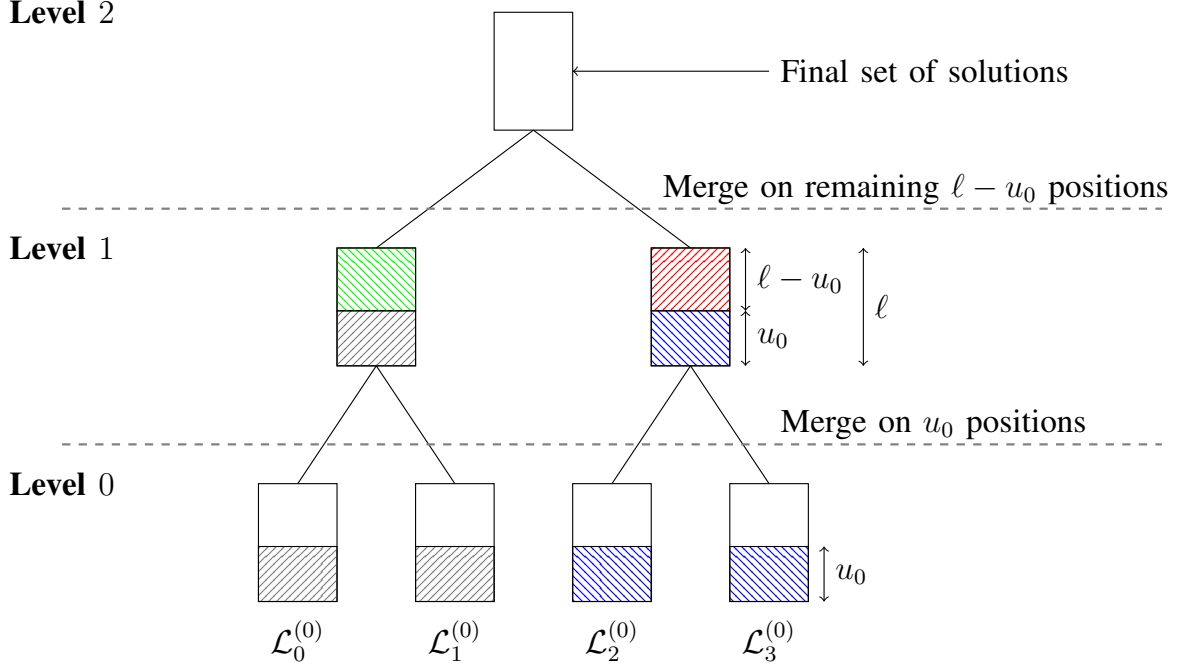 Level 2
Final set of solutions
Merge on remaining ℓ − u₀ positions
Level 1
ℓ − u₀
ℓ
u₀
Merge on u₀ positions
Level 0
u₀
𝓛₀⁽⁰⁾ 𝓛₁⁽⁰⁾ 𝓛₂⁽⁰⁾ 𝓛₃⁽⁰⁾